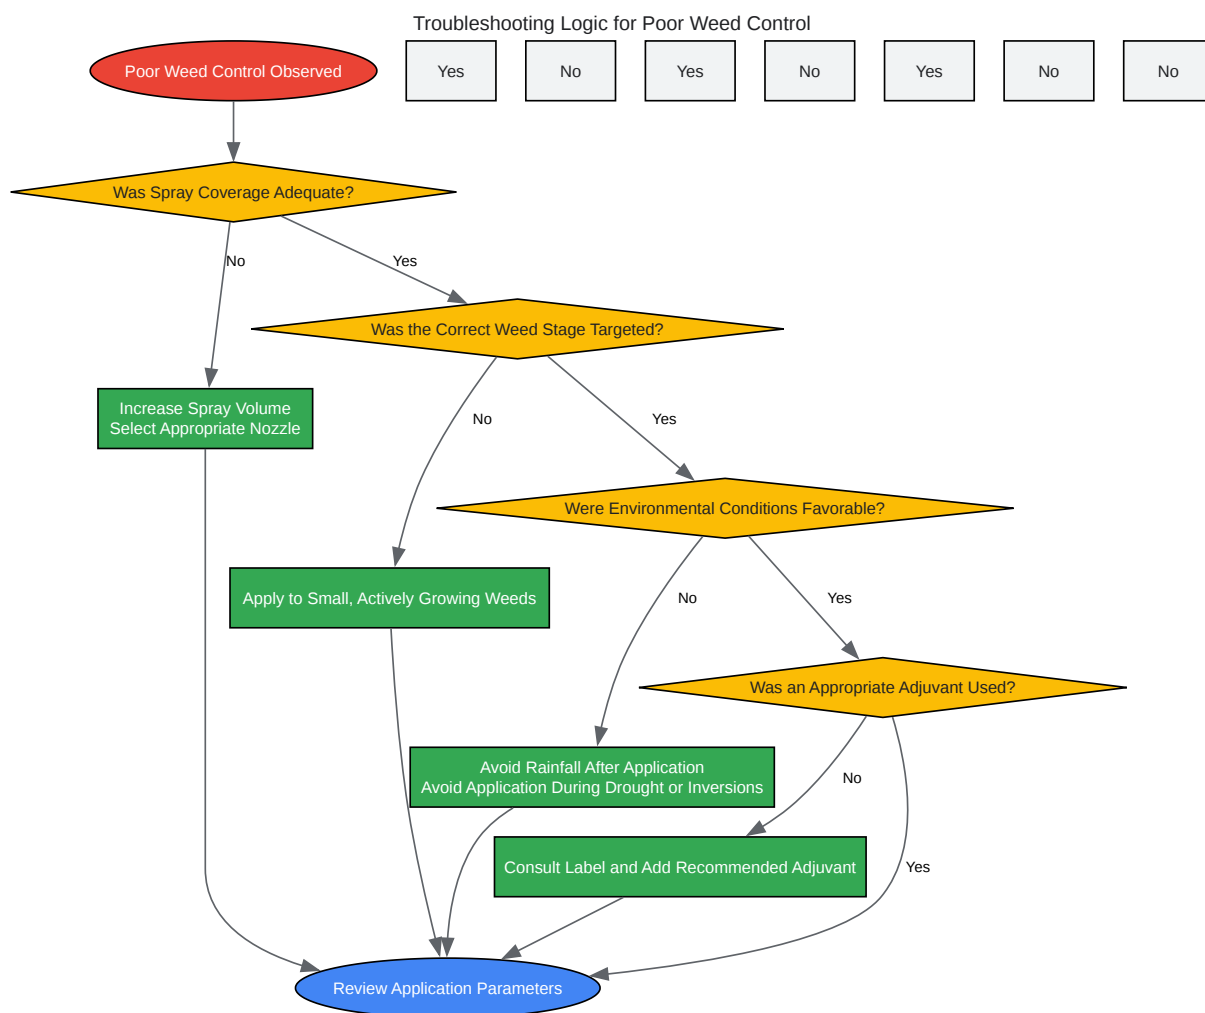 Troubleshooting Logic for Poor Weed Control
Poor Weed Control Observed
Yes
No
Yes
No
Yes
No
No
Was Spray Coverage Adequate?
No
Yes
Was the Correct Weed Stage Targeted?
Increase Spray Volume
Select Appropriate Nozzle
No
Yes
Were Environmental Conditions Favorable?
Apply to Small, Actively Growing Weeds
No
Yes
Was an Appropriate Adjuvant Used?
Avoid Rainfall After Application
Avoid Application During Drought or Inversions
No
Consult Label and Add Recommended Adjuvant
Yes
Review Application Parameters